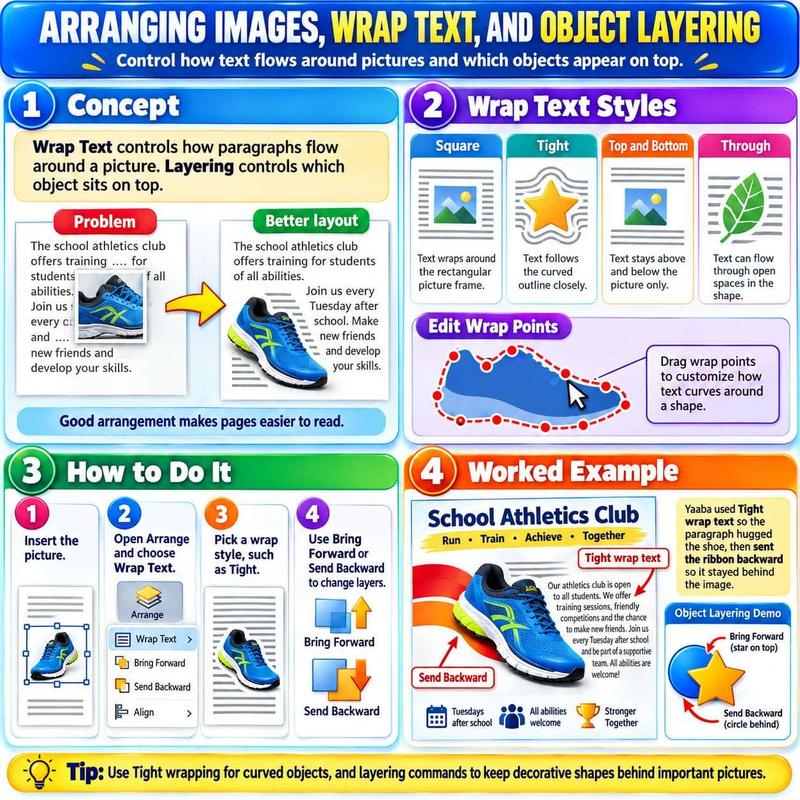 ARRANGING IMAGES, WRAP TEXT, AND OBJECT LAYERING
Control how text flows around pictures and which objects appear on top.
1 Concept
Wrap Text controls how paragraphs flow
around a picture. Layering controls which
object sits on top.
Problem
The school athletics club
offers training .... for
students of all
abilities.
Join us f
every c
and ....
new friends and
develop your skills.
Better layout
The school athletics club
offers training for students
of all abilities.
Join us every
Tuesday after
school. Make
new friends
and develop
your skills.
Good arrangement makes pages easier to read.
2 Wrap Text Styles
Square
Text wraps around
the rectangular
picture frame.
Tight
Text follows
the curved
outline closely.
Top and Bottom
Text stays above
and below the
picture only.
Through
Text can flow
through open
spaces in the
shape.
Edit Wrap Points
Drag wrap points
to customize how
text curves around
a shape.
3 How to Do It
1
Insert the
picture.
2
Open Arrange
and choose
Wrap Text.
Arrange
Wrap Text >
Bring Forward
Send Backward
Align >
3
Pick a wrap
style, such
as Tight.
4
Use Bring
Forward or
Send Backward
to change layers.
Bring Forward
Send Backward
4 Worked Example
School Athletics Club
Run • Train • Achieve • Together
Tight wrap text
Our athletics club is open
to all students. We offer
training sessions, friendly
competitions and the chance
to make new friends. Join us
every Tuesday after school
and be part of a supportive
team. All abilities are
welcome!
Send Backward
Tuesdays
after school
All abilities
welcome
Stronger
Together
Yaaba used Tight
wrap text so the
paragraph hugged
the shoe, then sent
the ribbon backward
so it stayed behind
the image.
Object Layering Demo
Bring Forward
(star on top)
Send Backward
(circle behind)
Tip: Use Tight wrapping for curved objects, and layering commands to keep decorative shapes behind important pictures.